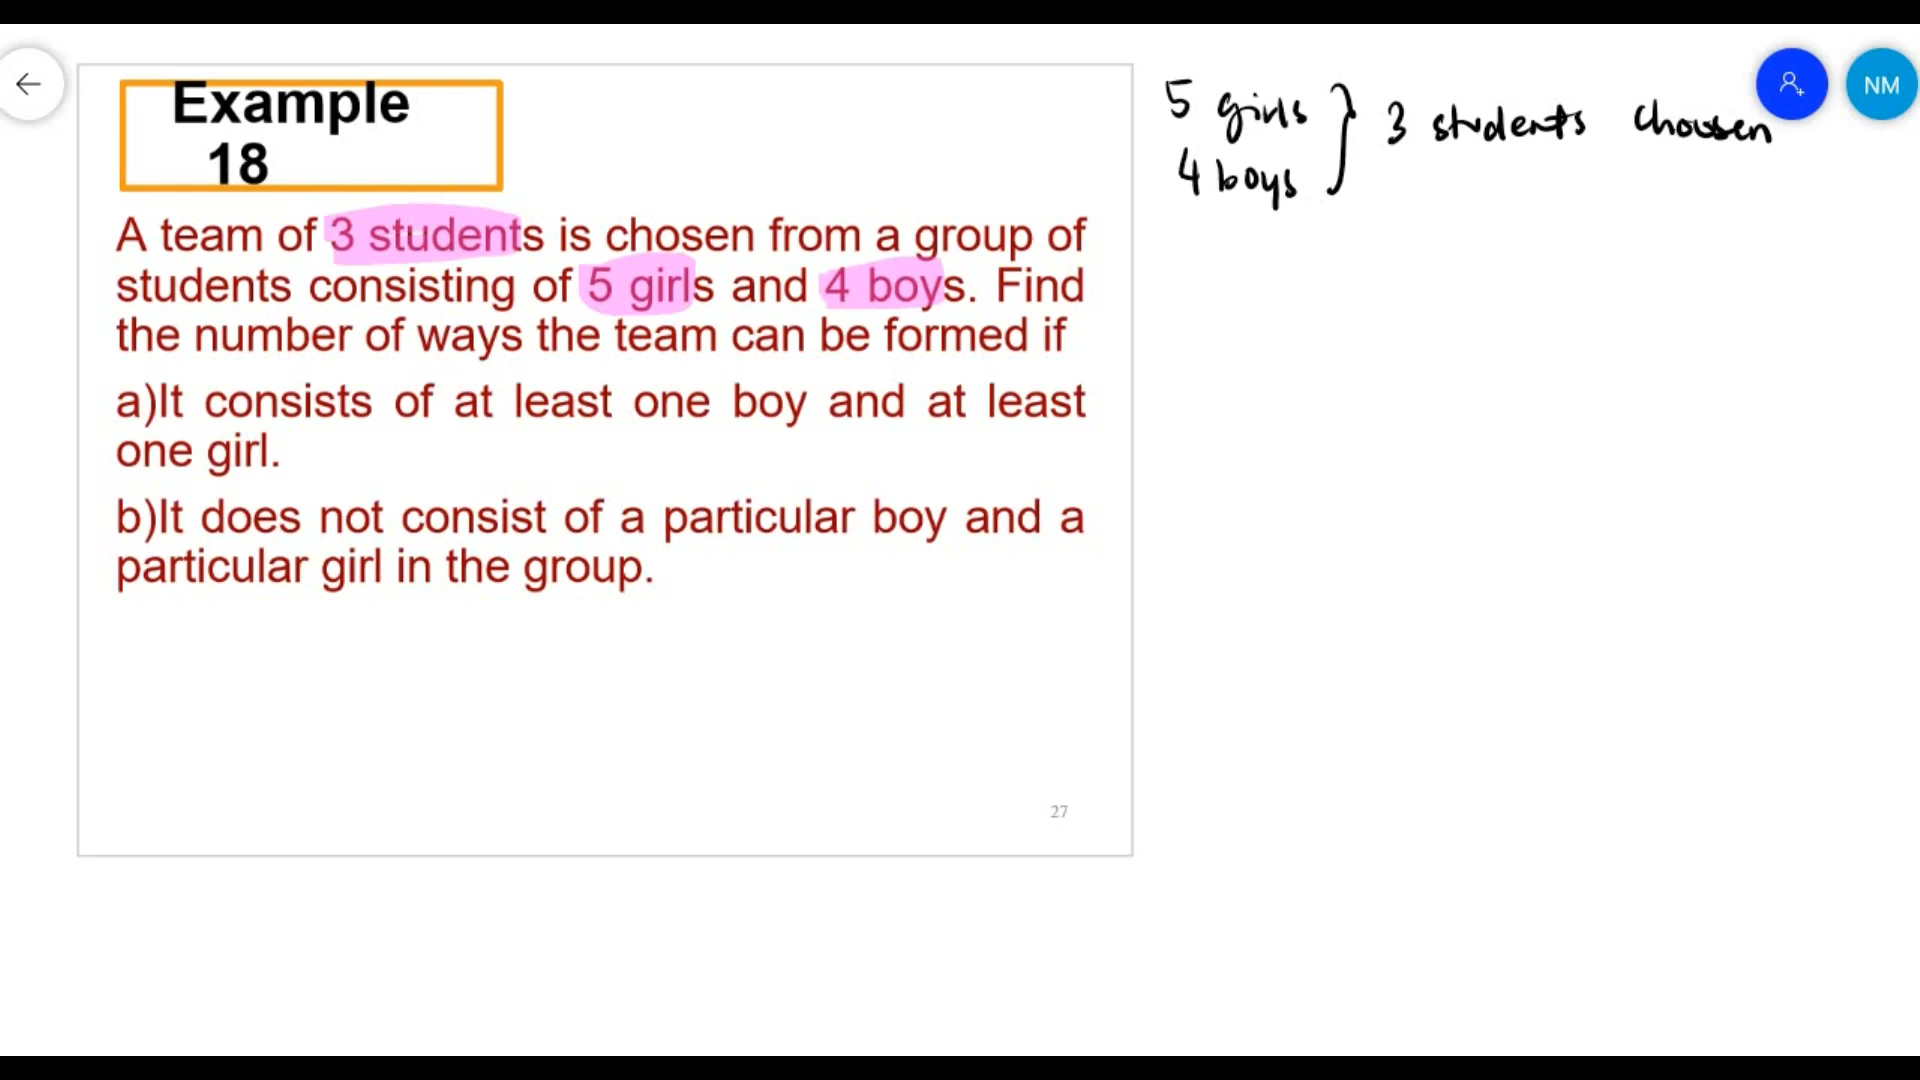 Example
18
A team of 3 students is chosen from a group of
students consisting of 5 girls and 4 boys. Find
the number of ways the team can be formed if
a)It consists of at least one boy and at least
one girl.
b)It does not consist of a particular boy and a
particular girl in the group.
27
5 girls
4 boys
3 students chousen
NM